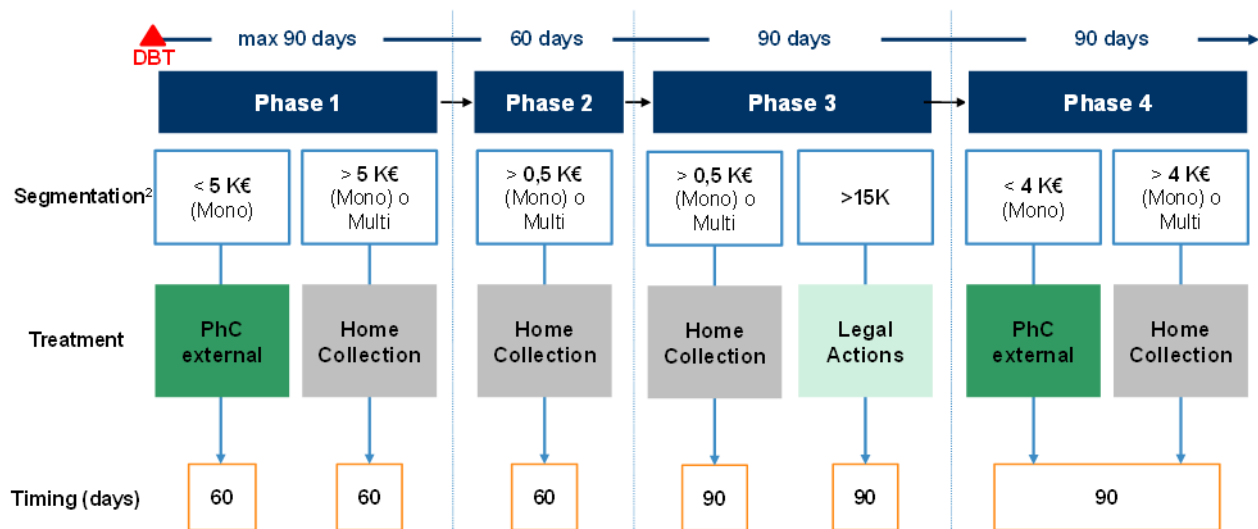 max 90 days
60 days
90 days
90 days
DBT
Phase 1
Phase 2
Phase 3
Phase 4
Segmentation²
< 5 K€
(Mono)
> 5 K€
(Mono) o
Multi
> 0,5 K€
(Mono) o
Multi
> 0,5 K€
(Mono) o
Multi
>15K
< 4 K€
(Mono)
> 4 K€
(Mono) o
Multi
Treatment
PhC
external
Home
Collection
Home
Collection
Home
Collection
Legal
Actions
PhC
external
Home
Collection
Timing (days)
60
60
60
90
90
90